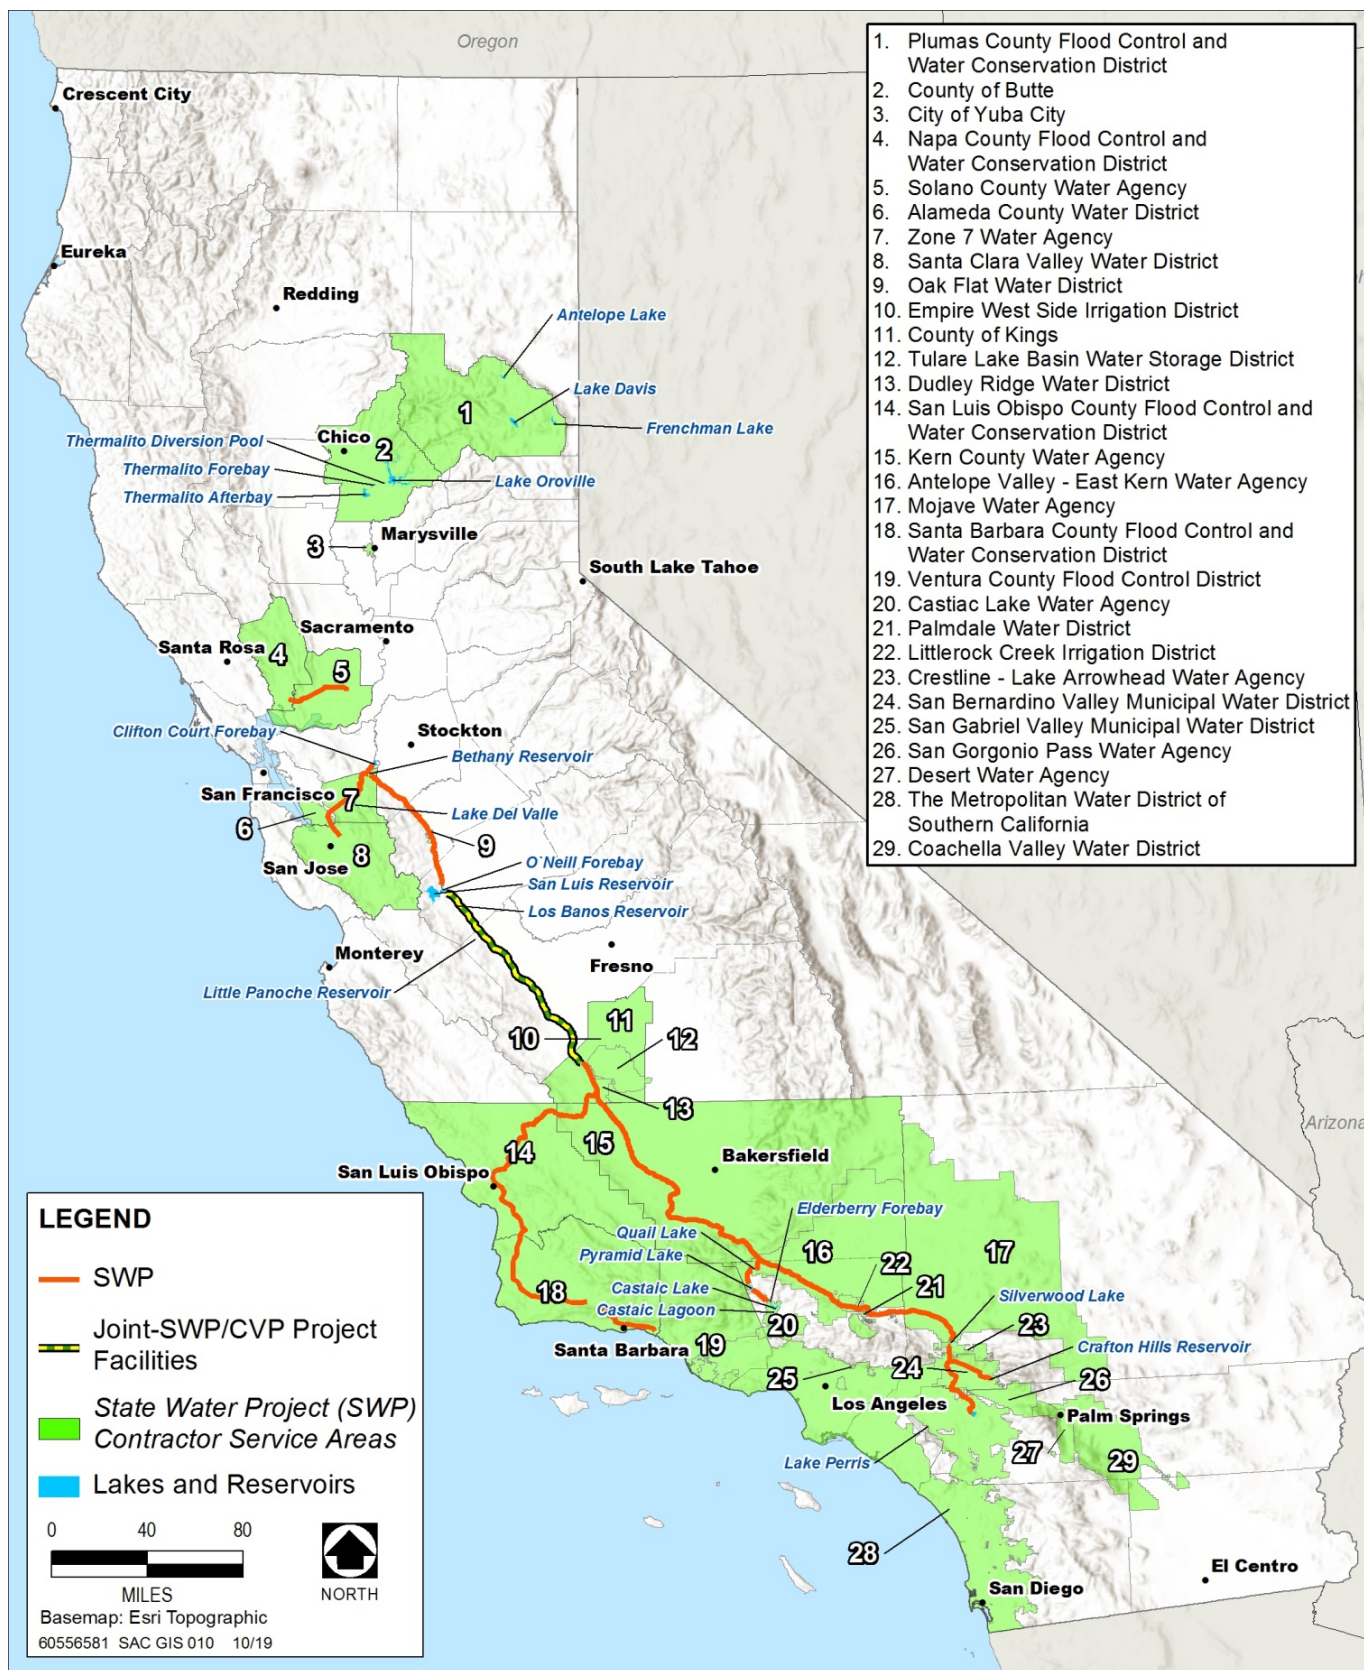 Oregon
Crescent City
Eureka
Redding
Antelope Lake
Lake Davis
Frenchman Lake
1
Chico
2
Thermalito Diversion Pool
Thermalito Forebay
Thermalito Afterbay
Lake Oroville
3
Marysville
South Lake Tahoe
Sacramento
Santa Rosa
4
5
Clifton Court Forebay
Stockton
Bethany Reservoir
San Francisco
7
Lake Del Valle
6
8
9
San Jose
O`Neill Forebay
San Luis Reservoir
Los Banos Reservoir
Monterey
Fresno
Little Panoche Reservoir
10
11
12
13
Arizona
14
15
Bakersfield
San Luis Obispo
Elderberry Forebay
Quail Lake
16
17
Pyramid Lake
22
21
Castaic Lake
Silverwood Lake
18
Castaic Lagoon
20
23
Santa Barbara
19
Crafton Hills Reservoir
24
25
26
Los Angeles
Palm Springs
27
29
Lake Perris
28
El Centro
San Diego
1. Plumas County Flood Control and
Water Conservation District
2. County of Butte
3. City of Yuba City
4. Napa County Flood Control and
Water Conservation District
5. Solano County Water Agency
6. Alameda County Water District
7. Zone 7 Water Agency
8. Santa Clara Valley Water District
9. Oak Flat Water District
10. Empire West Side Irrigation District
11. County of Kings
12. Tulare Lake Basin Water Storage District
13. Dudley Ridge Water District
14. San Luis Obispo County Flood Control and
Water Conservation District
15. Kern County Water Agency
16. Antelope Valley - East Kern Water Agency
17. Mojave Water Agency
18. Santa Barbara County Flood Control and
Water Conservation District
19. Ventura County Flood Control District
20. Castiac Lake Water Agency
21. Palmdale Water District
22. Littlerock Creek Irrigation District
23. Crestline - Lake Arrowhead Water Agency
24. San Bernardino Valley Municipal Water District
25. San Gabriel Valley Municipal Water District
26. San Gorgonio Pass Water Agency
27. Desert Water Agency
28. The Metropolitan Water District of
Southern California
29. Coachella Valley Water District
LEGEND
SWP
Joint-SWP/CVP Project
Facilities
State Water Project (SWP)
Contractor Service Areas
Lakes and Reservoirs
0 40 80
MILES
NORTH
Basemap: Esri Topographic
60556581 SAC GIS 010 10/19